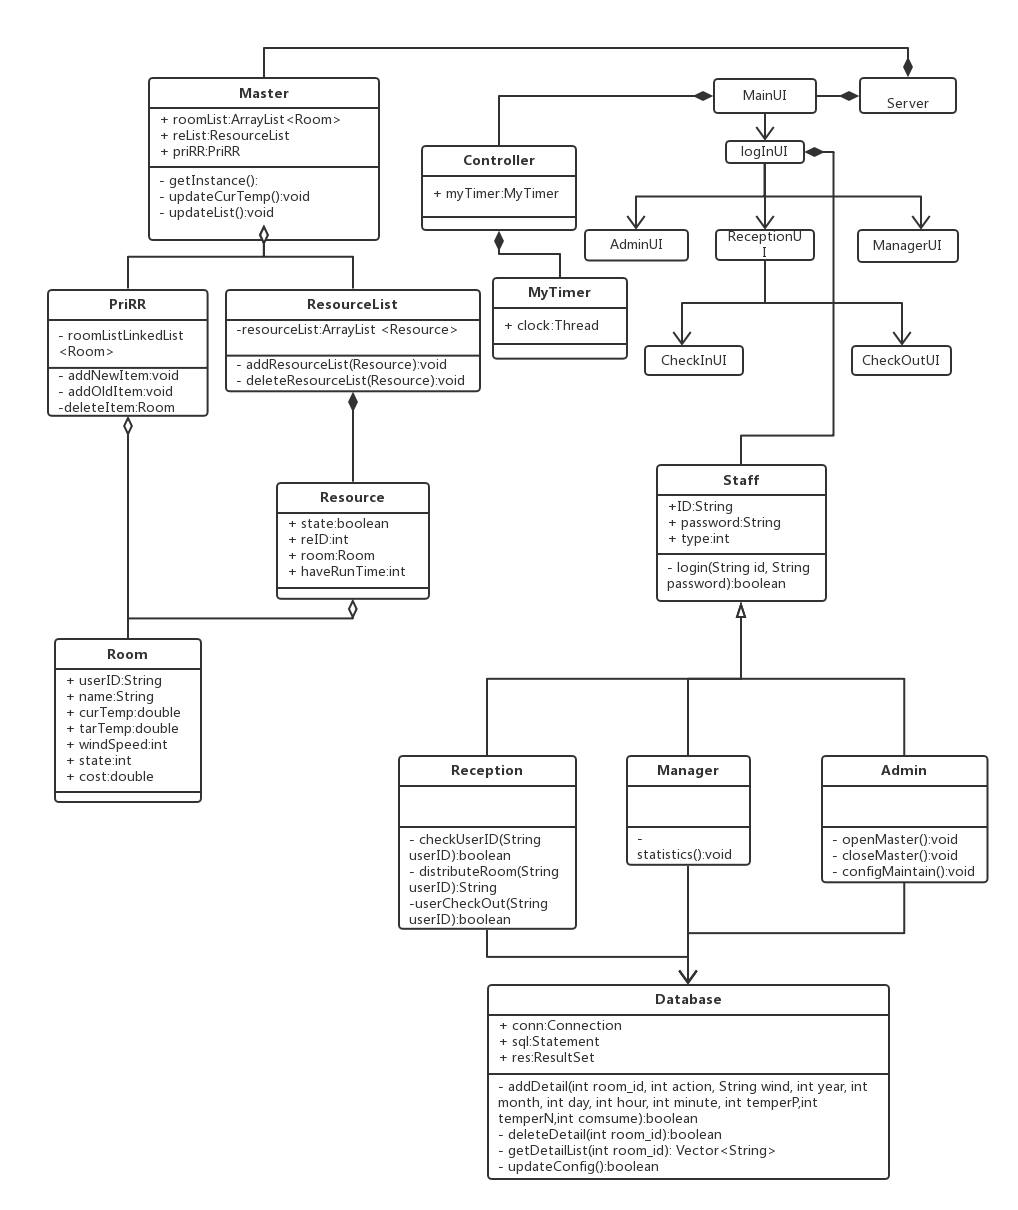 Master
+ roomList:ArrayList<Room>
+ reList:ResourceList
+ priRR:PriRR
- getInstance():
- updateCurTemp():void
- updateList():void
MainUI
Server
logInUI
Controller
+ myTimer:MyTimer
AdminUI
ReceptionU
I
ManagerUI
MyTimer
+ clock:Thread
CheckInUI
CheckOutUI
PriRR
- roomListLinkedList
<Room>
- addNewItem:void
- addOldItem:void
-deleteItem:Room
ResourceList
-resourceList:ArrayList <Resource>
- addResourceList(Resource):void
- deleteResourceList(Resource):void
Resource
+ state:boolean
+ reID:int
+ room:Room
+ haveRunTime:int
Staff
+ID:String
+ password:String
+ type:int
- login(String id, String
password):boolean
Room
+ userID:String
+ name:String
+ curTemp:double
+ tarTemp:double
+ windSpeed:int
+ state:int
+ cost:double
Reception
- checkUserID(String
userID):boolean
- distributeRoom(String
userID):String
-userCheckOut(String
userID):boolean
Manager
-
statistics():void
Admin
- openMaster():void
- closeMaster():void
- configMaintain():void
Database
+ conn:Connection
+ sql:Statement
+ res:ResultSet
- addDetail(int room_id, int action, String wind, int year, int
month, int day, int hour, int minute, int temperP,int
temperN,int comsume):boolean
- deleteDetail(int room_id):boolean
- getDetailList(int room_id): Vector<String>
- updateConfig():boolean